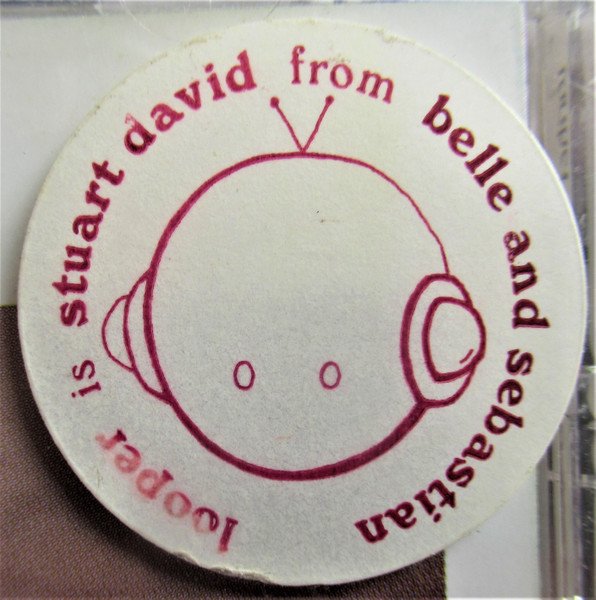 looper is stuart david from belle and sebastian